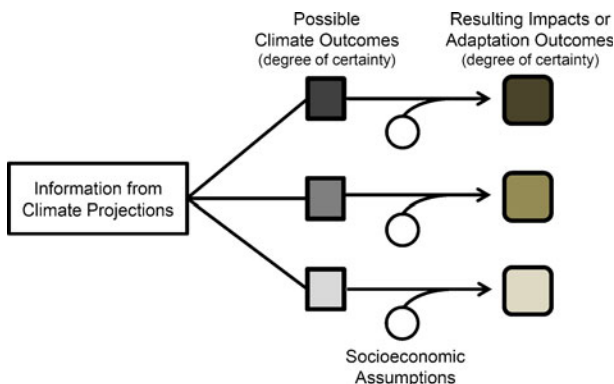 Possible
Climate Outcomes
(degree of certainty)
Resulting Impacts or
Adaptation Outcomes
(degree of certainty)
Information from
Climate Projections
Socioeconomic
Assumptions